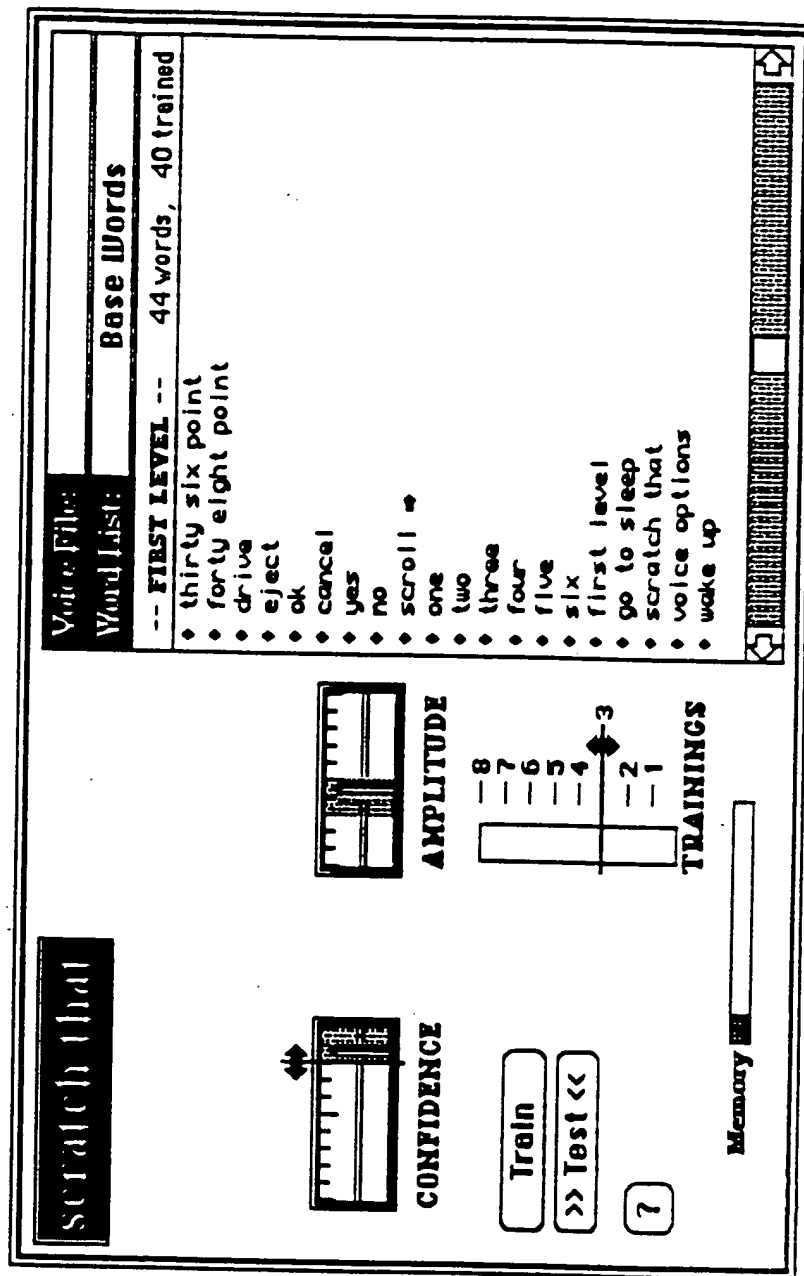 scratch that
CONFIDENCE
AMPLITUDE
Train
>> Test <<
?
—8
—7
—6
—5
—4
3
—2
—1
TRAININGS
Memory
Voice File:
Word List:
Base Words
-- FIRST LEVEL -- 44 words, 40 trained
♦ thirty six point
♦ forty eight point
♦ drive
♦ eject
♦ ok
♦ cancel
♦ yes
♦ no
♦ scroll ➔
♦ one
♦ two
♦ three
♦ four
♦ five
♦ six
♦ first level
♦ go to sleep
♦ scratch that
♦ voice options
♦ wake up